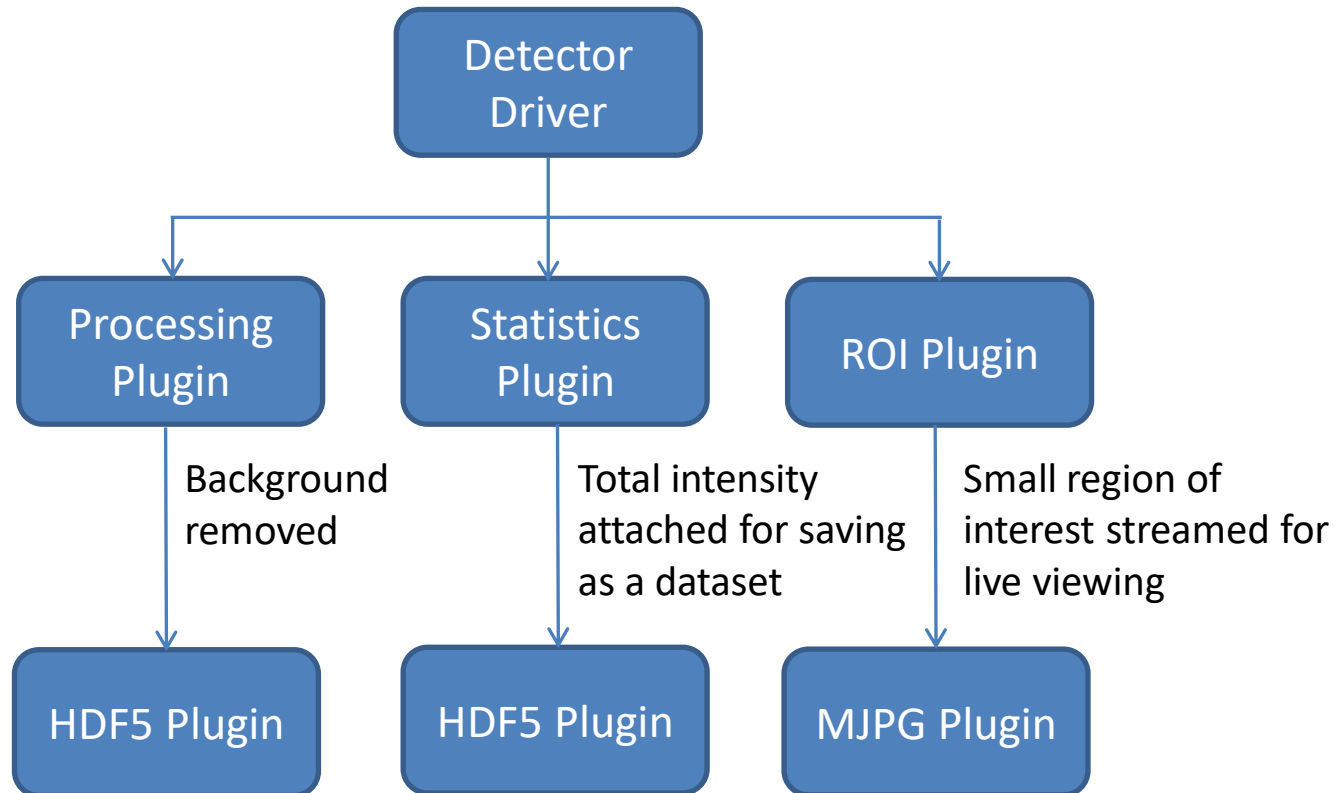 Detector
Driver
Processing
Plugin
Statistics
Plugin
ROI Plugin
Background
removed
Total intensity
attached for saving
as a dataset
Small region of
interest streamed for
live viewing
HDF5 Plugin
HDF5 Plugin
MJPG Plugin